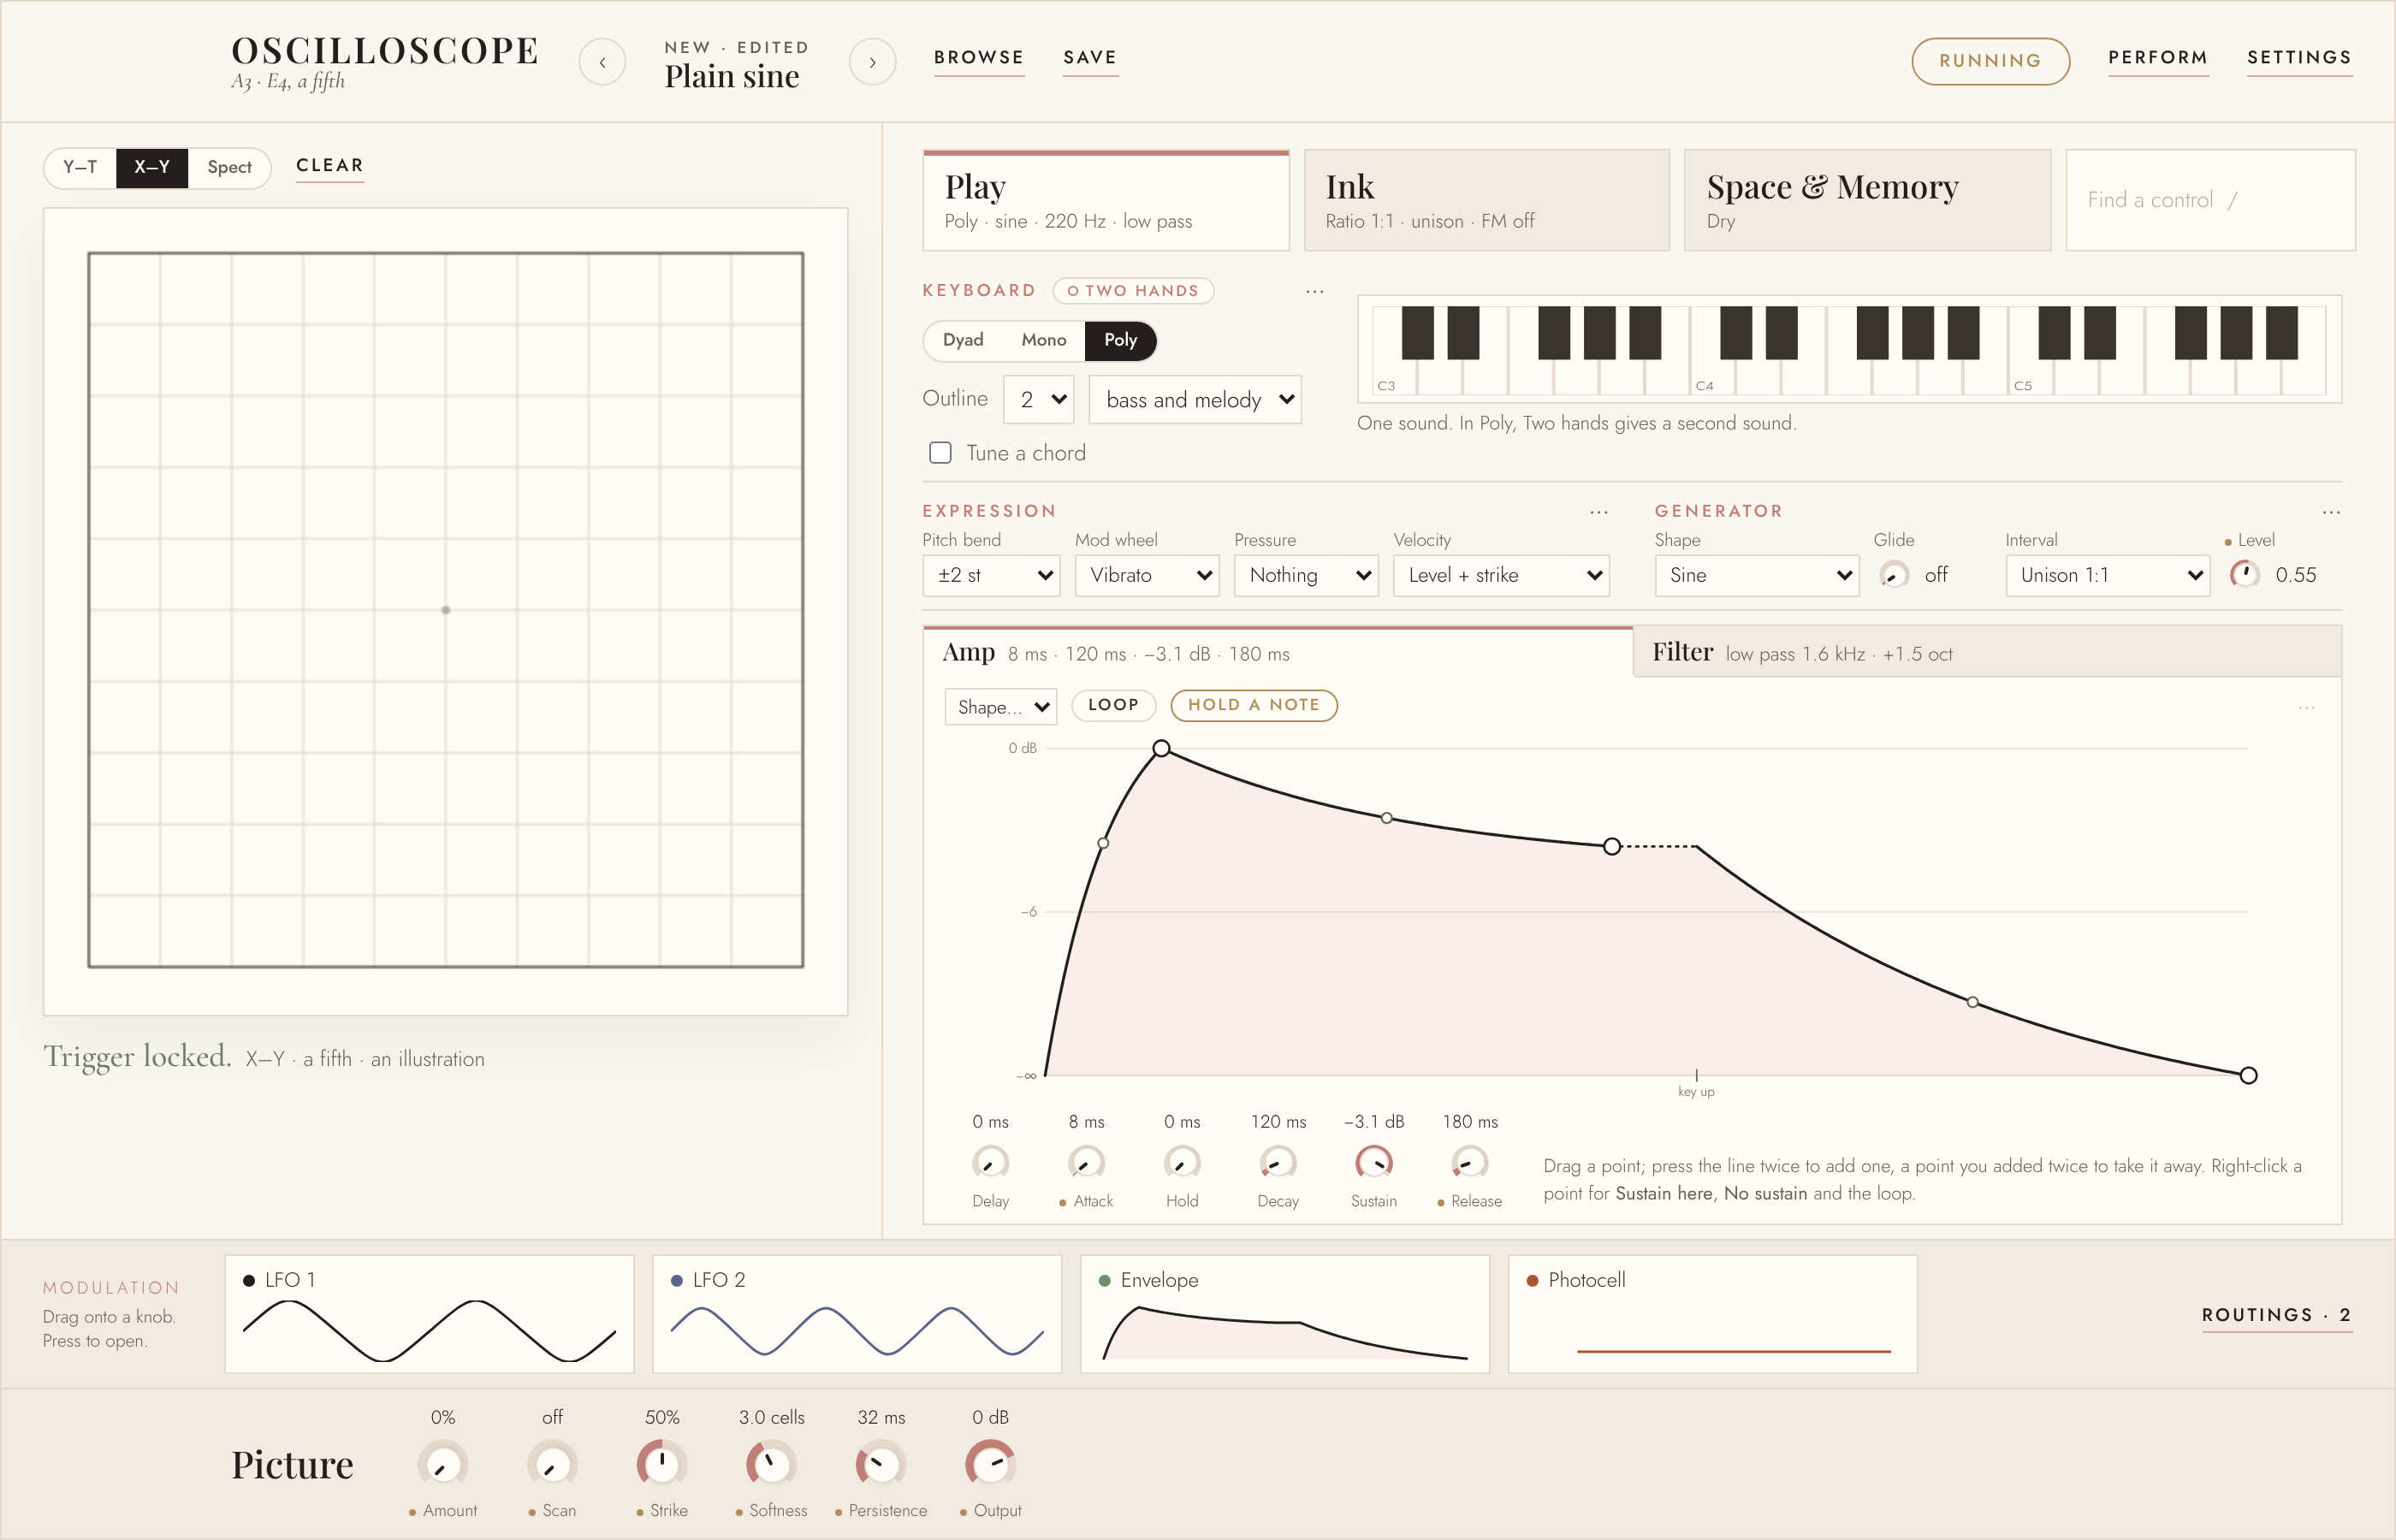 OSCILLOSCOPE
A3 · E4, a fifth
‹
NEW · EDITED
Plain sine
›
BROWSE
SAVE
RUNNING
PERFORM
SETTINGS
Y–T
X–Y
Spect
CLEAR
Trigger locked. X–Y · a fifth · an illustration
Play
Poly · sine · 220 Hz · low pass
Ink
Ratio 1:1 · unison · FM off
Space & Memory
Dry
Find a control /
KEYBOARD
TWO HANDS
...
Dyad
Mono
Poly
Outline
2
bass and melody
Tune a chord
C3
C4
C5
One sound. In Poly, Two hands gives a second sound.
EXPRESSION
...
Pitch bend
Mod wheel
Pressure
Velocity
±2 st
Vibrato
Nothing
Level + strike
GENERATOR
...
Shape
Glide
Interval
Level
Sine
off
Unison 1:1
0.55
Amp 8 ms · 120 ms · −3.1 dB · 180 ms
Filter low pass 1.6 kHz · +1.5 oct
Shape...
LOOP
HOLD A NOTE
...
0 dB
−6
−∞
key up
0 ms
8 ms
0 ms
120 ms
−3.1 dB
180 ms
Delay
Attack
Hold
Decay
Sustain
Release
Drag a point; press the line twice to add one, a point you added twice to take it away. Right-click a
point for Sustain here, No sustain and the loop.
MODULATION
Drag onto a knob.
Press to open.
LFO 1
LFO 2
Envelope
Photocell
ROUTINGS · 2
Picture
0%
off
50%
3.0 cells
32 ms
0 dB
Amount
Scan
Strike
Softness
Persistence
Output